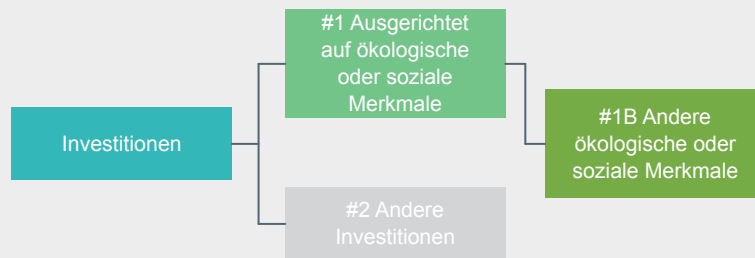 #1 Ausgerichtet
auf ökologische
oder soziale
Merkmale
Investitionen
#1B Andere
ökologische oder
soziale Merkmale
#2 Andere
Investitionen